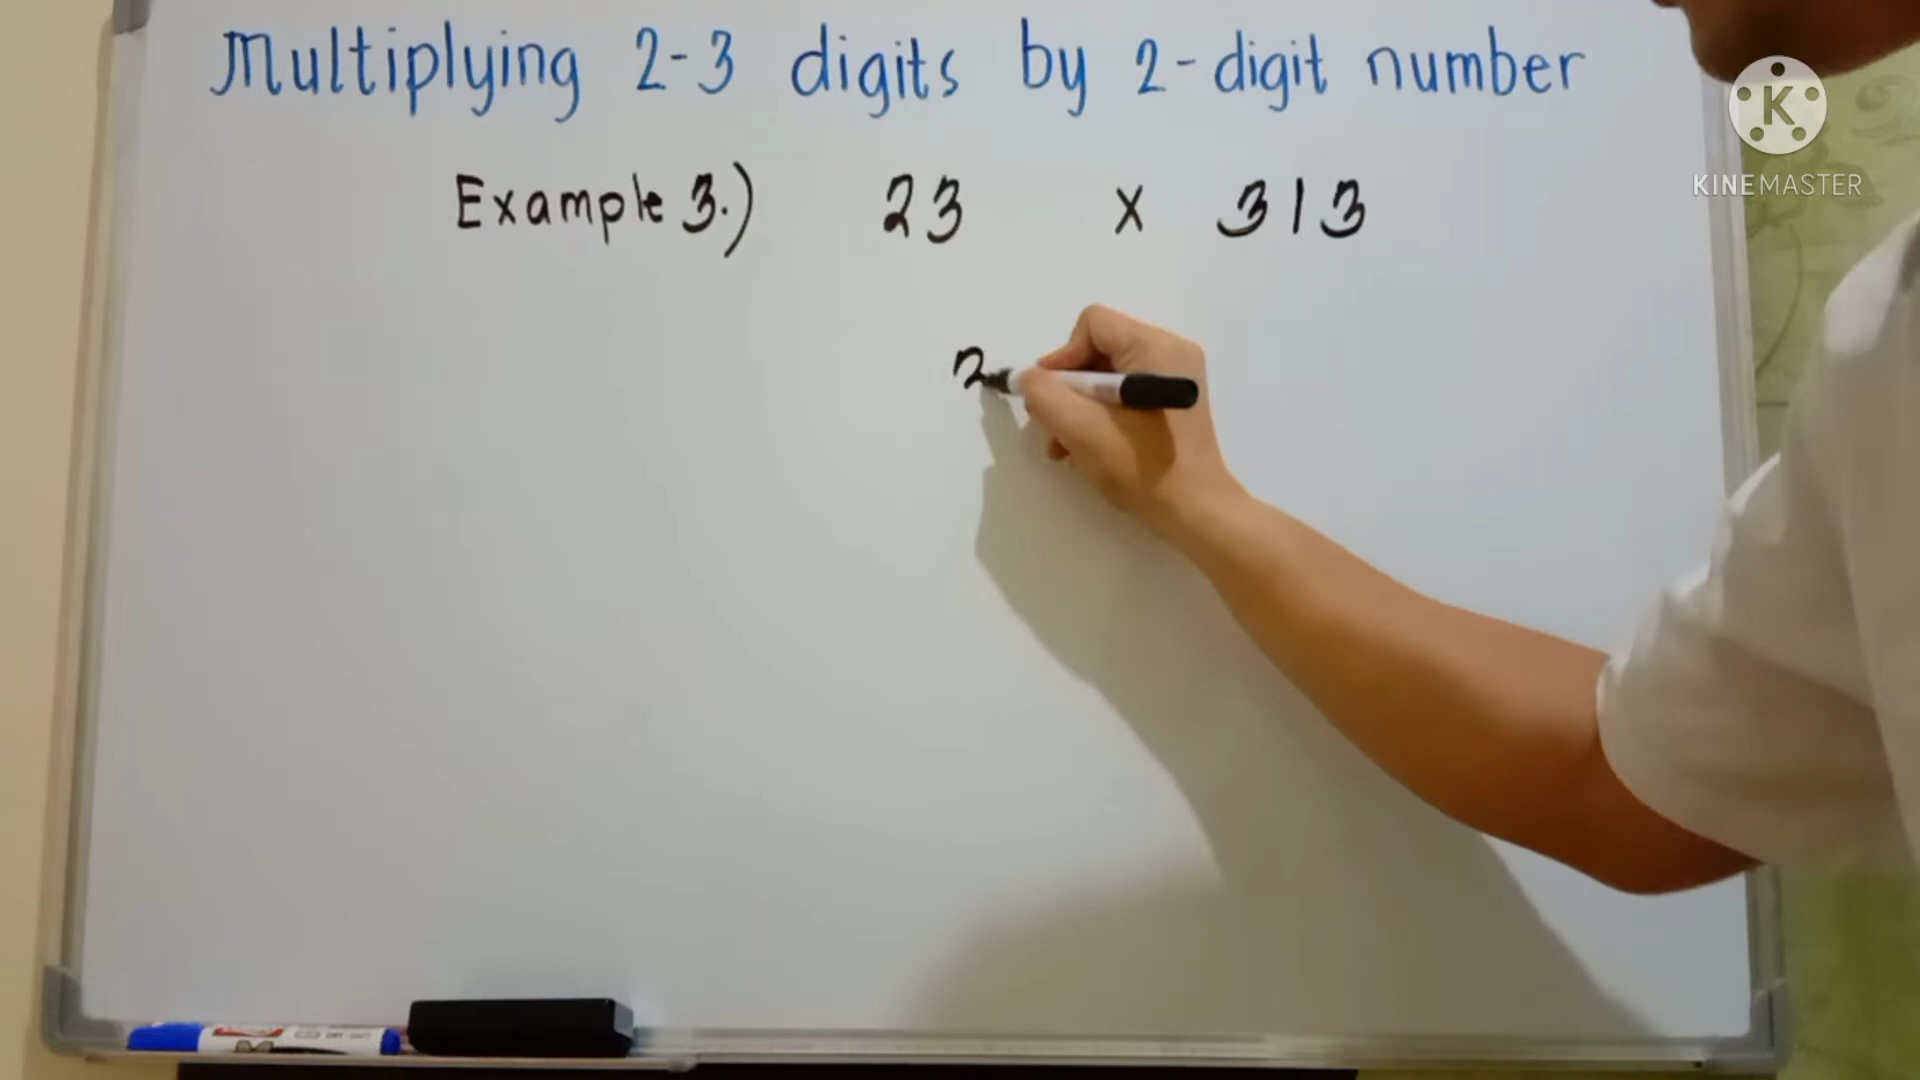 Multiplying 2-3 digits by 2-digit number
K
KINEMASTER
Example 3.) 23 x 313